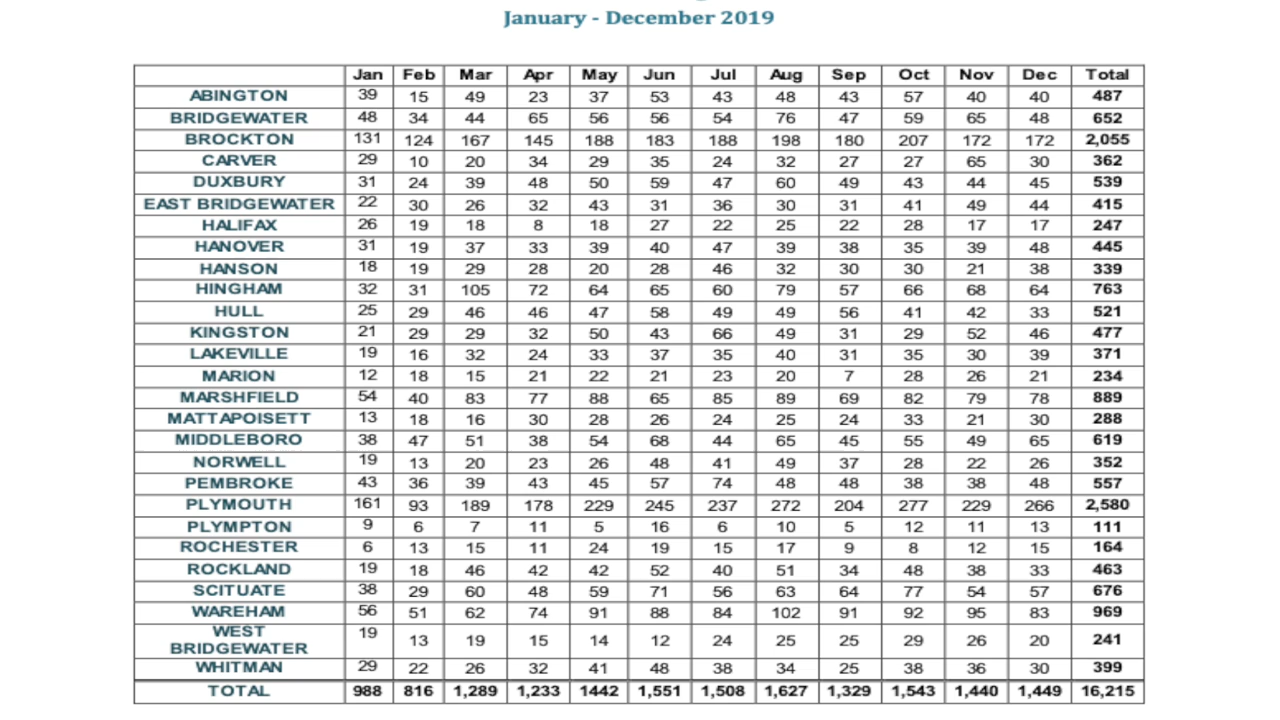 January - December 2019
Jan Feb Mar Apr May Jun Jul Aug Sep Oct Nov Dec Total
ABINGTON 39 15 49 23 37 53 43 48 43 57 40 40 487
BRIDGEWATER 48 34 44 65 56 56 54 76 47 59 65 48 652
BROCKTON 131 124 167 145 188 183 188 198 180 207 172 172 2,055
CARVER 29 10 20 34 29 35 24 32 27 27 65 30 362
DUXBURY 31 24 39 48 50 59 47 60 49 43 44 45 539
EAST BRIDGEWATER 22 30 26 32 43 31 36 30 31 41 49 44 415
HALIFAX 26 19 18 8 18 27 22 25 22 28 17 17 247
HANOVER 31 19 37 33 39 40 47 39 38 35 39 48 445
HANSON 18 19 29 28 20 28 46 32 30 30 21 38 339
HINGHAM 32 31 105 72 64 65 60 79 57 66 68 64 763
HULL 25 29 46 46 47 58 49 49 56 41 42 33 521
KINGSTON 21 29 29 32 50 43 66 49 31 29 52 46 477
LAKEVILLE 19 16 32 24 33 37 35 40 31 35 30 39 371
MARION 12 18 15 21 22 21 23 20 7 28 26 21 234
MARSHFIELD 54 40 83 77 88 65 85 89 69 82 79 78 889
MATTAPOISETT 13 18 16 30 28 26 24 25 24 33 21 30 288
MIDDLEBORO 38 47 51 38 54 68 44 65 45 55 49 65 619
NORWELL 19 13 20 23 26 48 41 49 37 28 22 26 352
PEMBROKE 43 36 39 43 45 57 74 48 48 38 38 48 557
PLYMOUTH 161 93 189 178 229 245 237 272 204 277 229 266 2,580
PLYMPTON 9 6 7 11 5 16 6 10 5 12 11 13 111
ROCHESTER 6 13 15 11 24 19 15 17 9 8 12 15 164
ROCKLAND 19 18 46 42 42 52 40 51 34 48 38 33 463
SCITUATE 38 29 60 48 59 71 56 63 64 77 54 57 676
WAREHAM 56 51 62 74 91 88 84 102 91 92 95 83 969
WEST
BRIDGEWATER 19 13 19 15 14 12 24 25 25 29 26 20 241
WHITMAN 29 22 26 32 41 48 38 34 25 38 36 30 399
TOTAL 988 816 1,289 1,233 1442 1,551 1,508 1,627 1,329 1,543 1,440 1,449 16,215